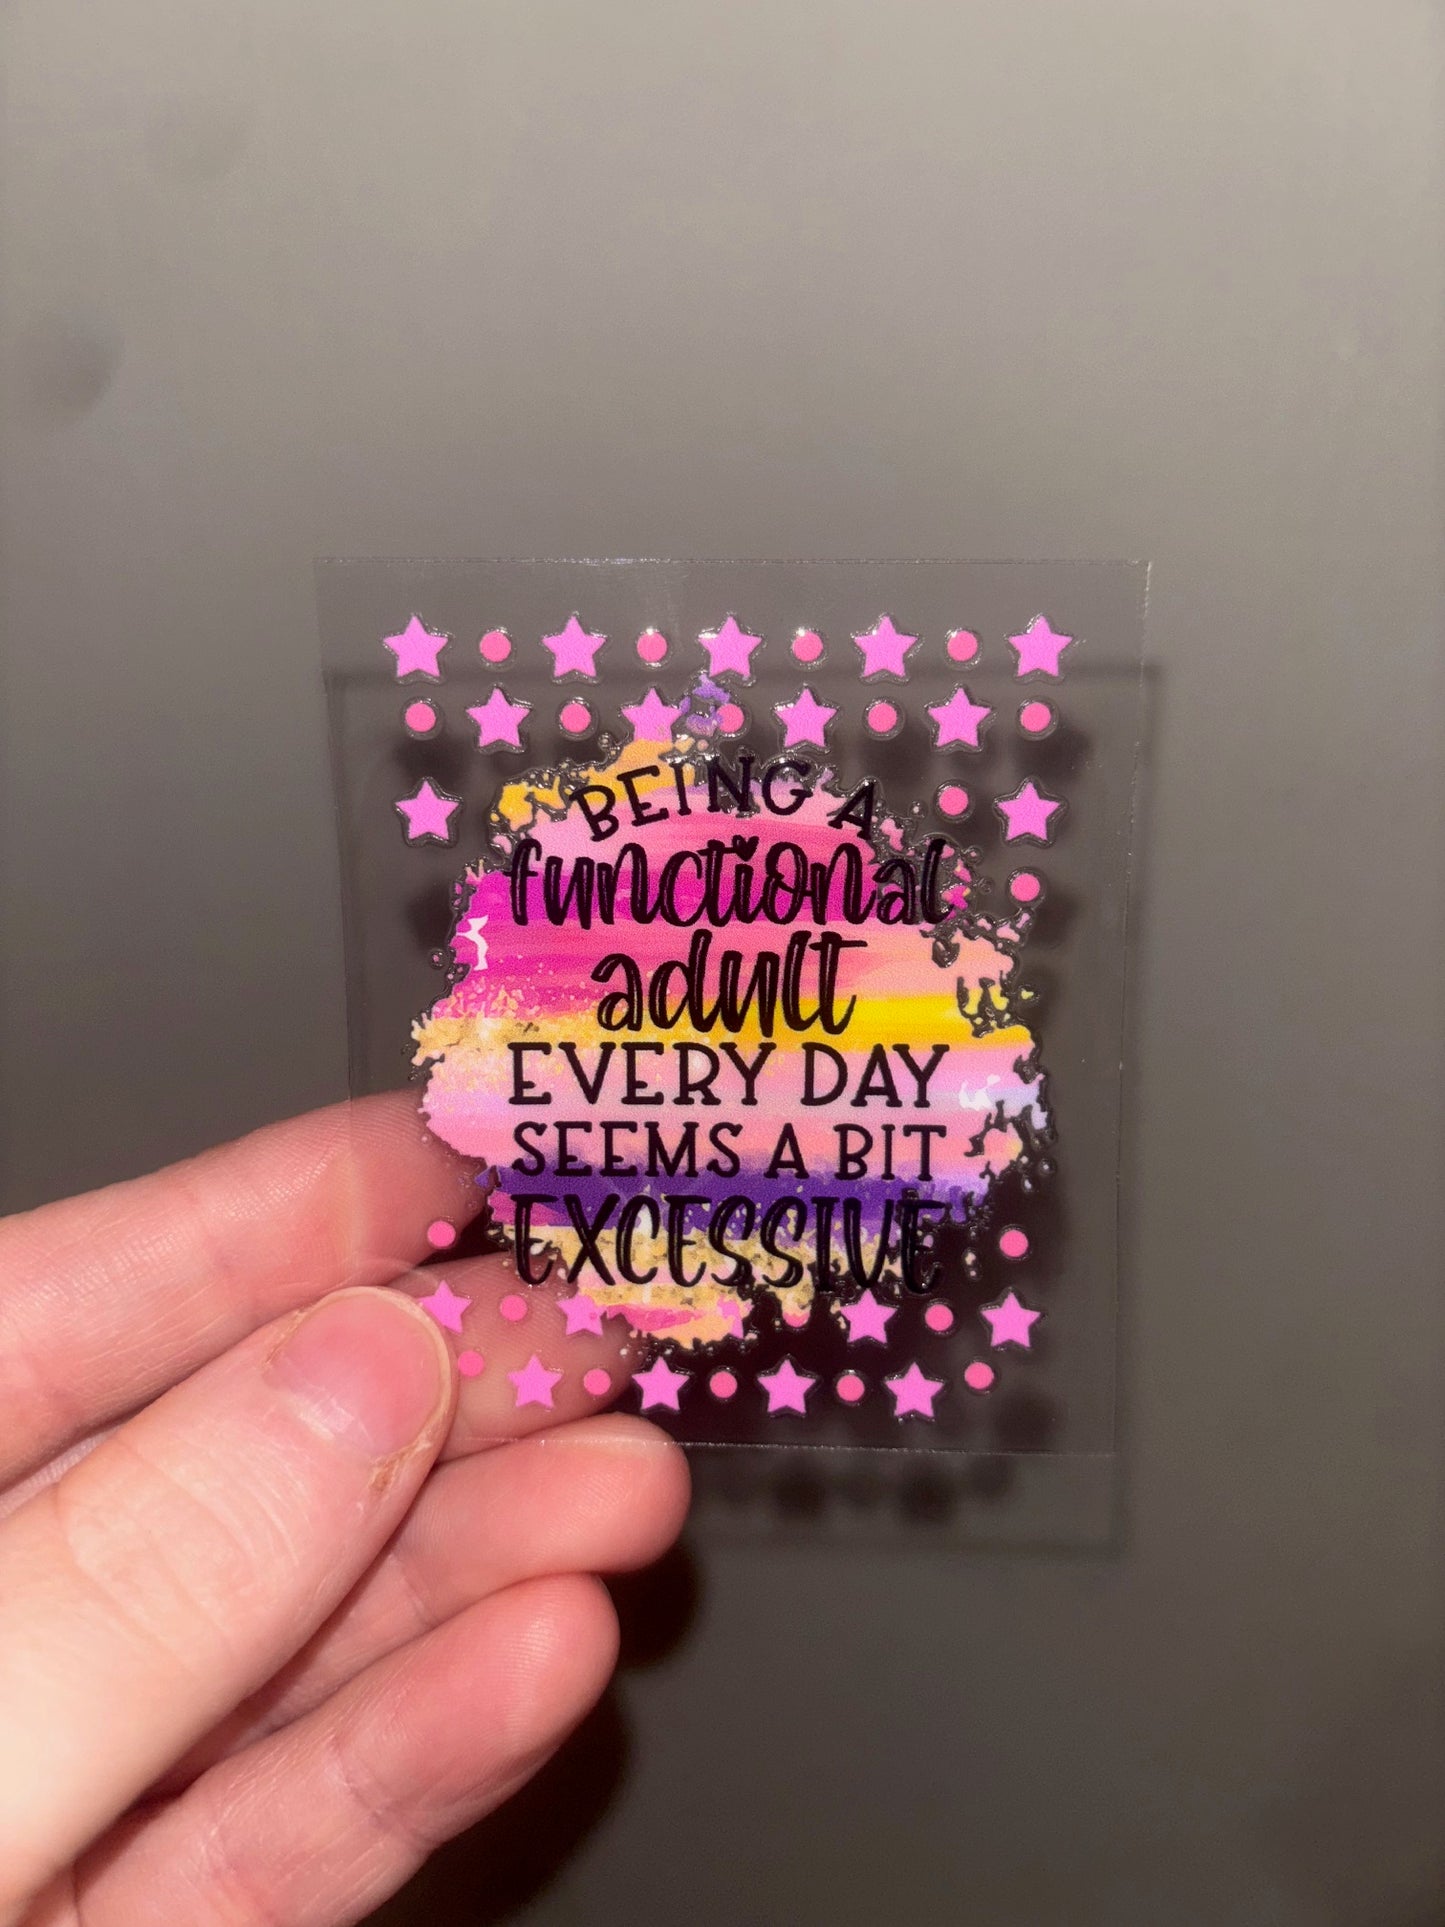 BEING A
functional
adult
EVERY DAY
SEEMS A BIT
EXCESSIVE